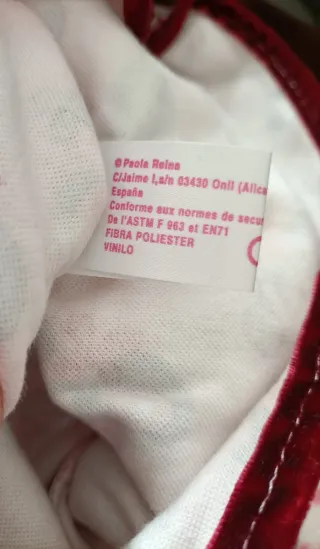 © Paola Reina
C/Jaime I,s/n 03430 Onil (Alica
España
Conforme aux normes de secur
De l'ASTM F 963 et EN71
FIBRA POLIESTER
VINILO